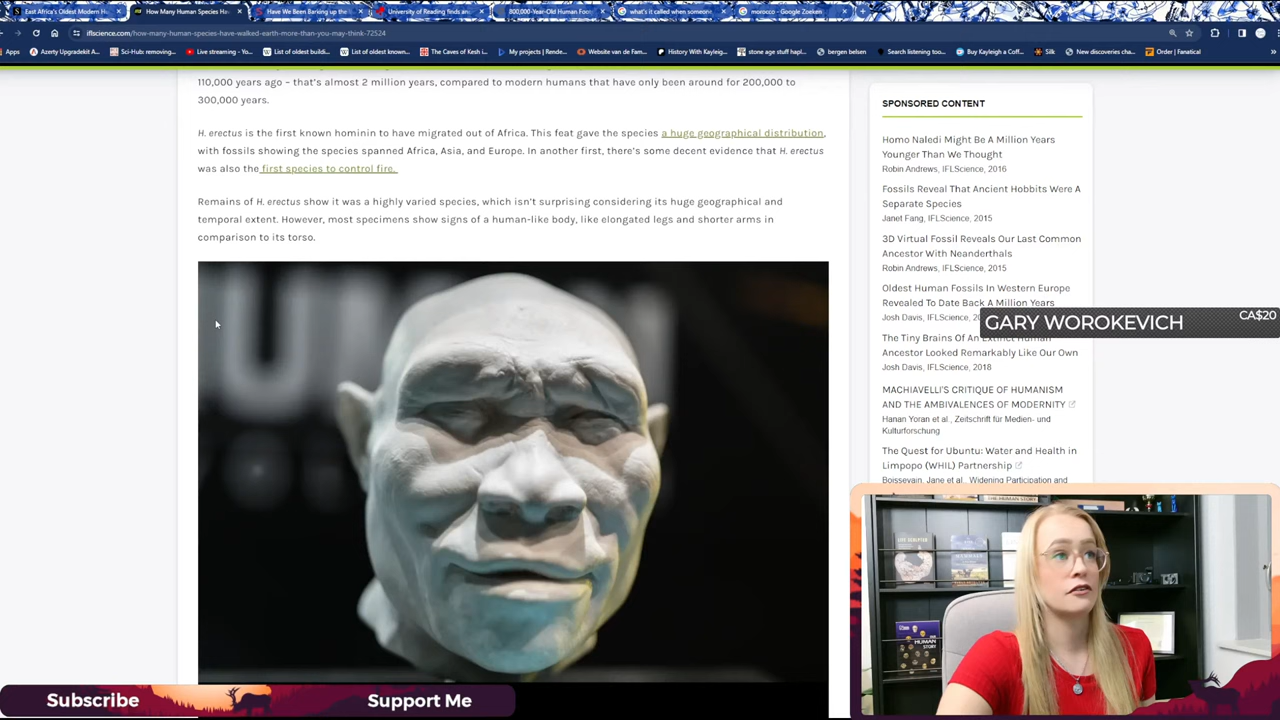 East Africa's Oldest Modern H
How Many Human Species Ha
Have We Been Barking up the
University of Reading finds an
800,000-Year-Old Human Foot
what's it called when someone
morocco - Google Zoeken
iflscience.com/how-many-human-species-have-walked-earth-more-than-you-may-think-72524
Apps
Azerty Upgradekit A...
Sci-Hub: removing...
Live streaming - Yo...
List of oldest buildin...
List of oldest known...
The Caves of Kesh i...
My projects | Rende...
Website van de Fam...
History With Kayleig...
stone age stuff hapl...
bergen belsen
Search listening too...
Buy Kayleigh a Coff...
Silk
New discoveries cha...
Order | Fanatical
110,000 years ago – that's almost 2 million years, compared to modern humans that have only been around for 200,000 to
300,000 years.
H. erectus is the first known hominin to have migrated out of Africa. This feat gave the species a huge geographical distribution,
with fossils showing the species spanned Africa, Asia, and Europe. In another first, there's some decent evidence that H. erectus
was also the first species to control fire.
Remains of H. erectus show it was a highly varied species, which isn't surprising considering its huge geographical and
temporal extent. However, most specimens show signs of a human-like body, like elongated legs and shorter arms in
comparison to its torso.
SPONSORED CONTENT
Homo Naledi Might Be A Million Years
Younger Than We Thought
Robin Andrews, IFLScience, 2016
Fossils Reveal That Ancient Hobbits Were A
Separate Species
Janet Fang, IFLScience, 2015
3D Virtual Fossil Reveals Our Last Common
Ancestor With Neanderthals
Robin Andrews, IFLScience, 2015
Oldest Human Fossils In Western Europe
Revealed To Date Back A Million Years
Josh Davis, IFLScience, 20
GARY WOROKEVICH
CA$20
The Tiny Brains Of An Extinct Human
Ancestor Looked Remarkably Like Our Own
Josh Davis, IFLScience, 2018
MACHIAVELLI'S CRITIQUE OF HUMANISM
AND THE AMBIVALENCES OF MODERNITY
Hanan Yoran et al., Zeitschrift für Medien- und
Kulturforschung
The Quest for Ubuntu: Water and Health in
Limpopo (WHIL) Partnership
Boissevain, Jane et al., Widening Participation and
THE HUMAN STORY
LIFE SCULPTED
HUMAN
STORY
Subscribe
Support Me